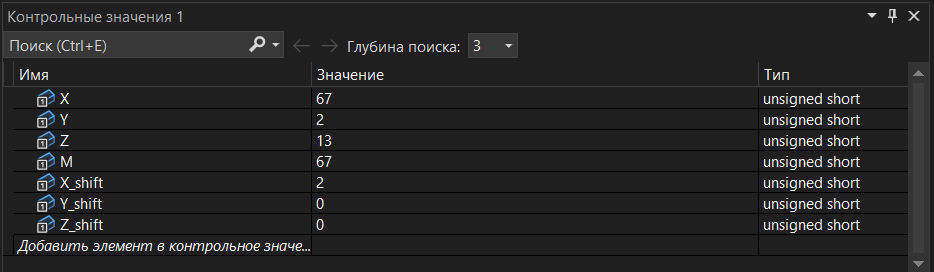 Контрольные значения 1
Поиск (Ctrl+E) Глубина поиска: 3
Имя Значение Тип
X 67 unsigned short
Y 2 unsigned short
Z 13 unsigned short
M 67 unsigned short
X_shift 2 unsigned short
Y_shift 0 unsigned short
Z_shift 0 unsigned short
Добавить элемент в контрольное значе...